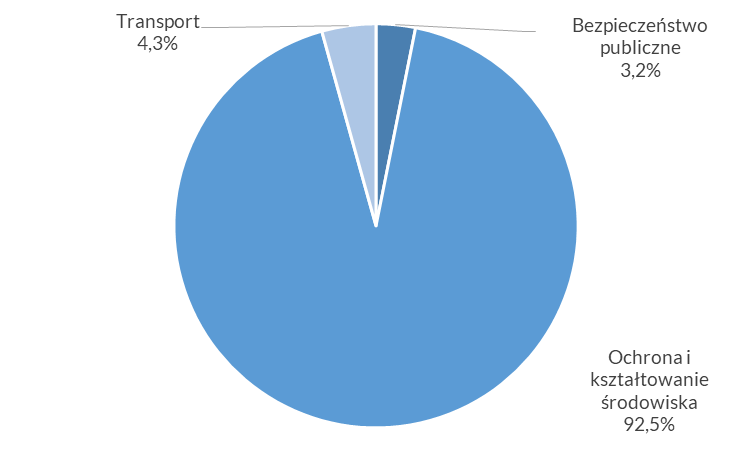 Transport
4,3%
Bezpieczeństwo
publiczne
3,2%
Ochrona i
kształtowanie
środowiska
92,5%